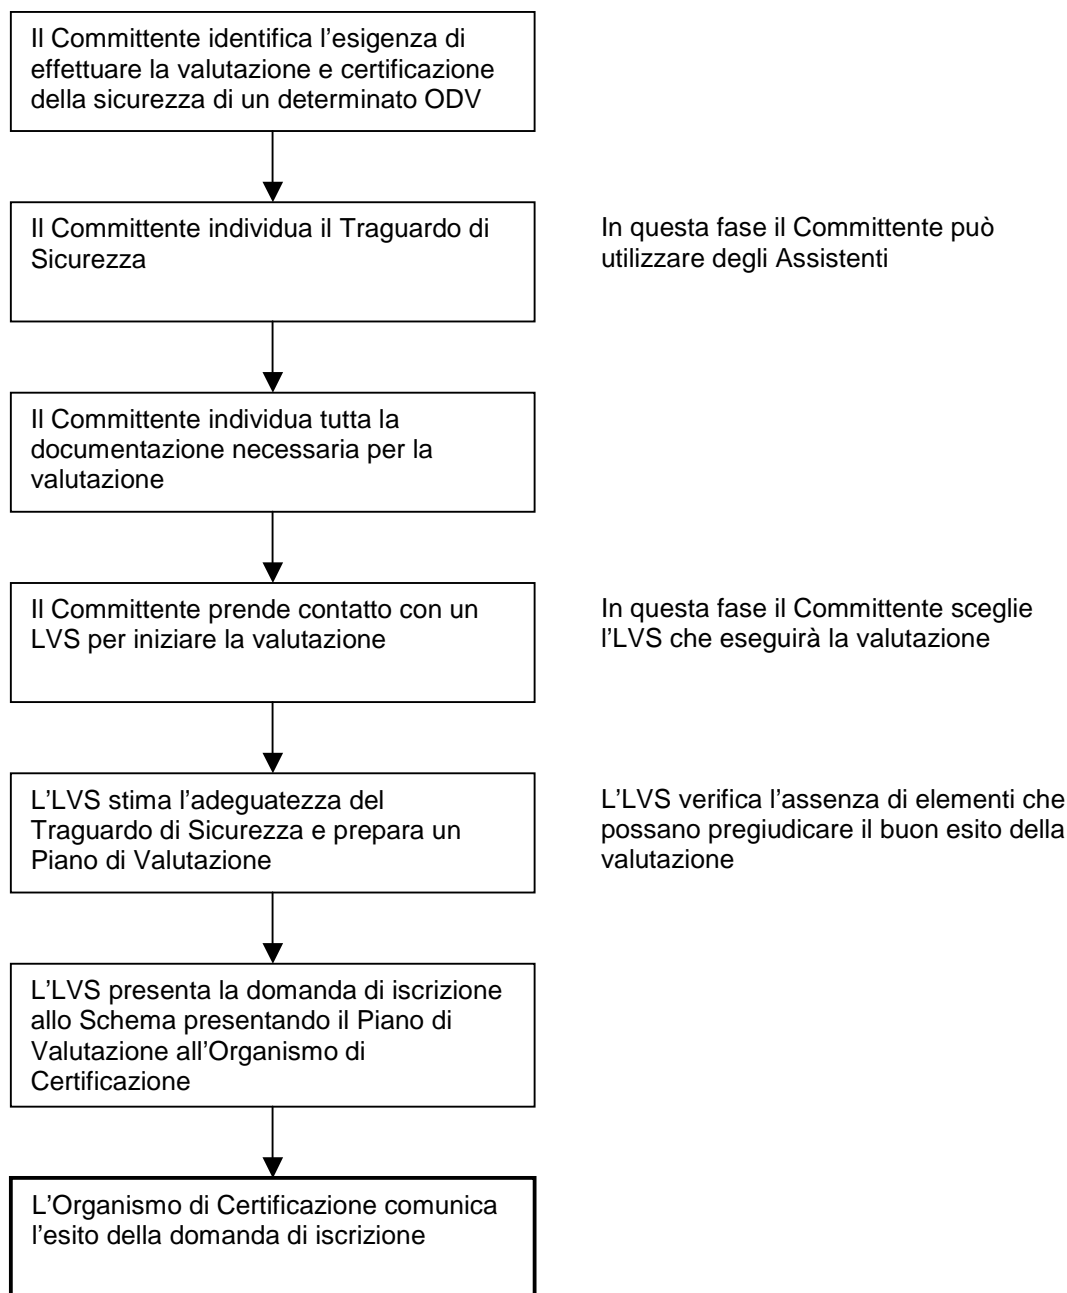 Il Committente identifica l’esigenza di
effettuare la valutazione e certificazione
della sicurezza di un determinato ODV
Il Committente individua il Traguardo di
Sicurezza
In questa fase il Committente può
utilizzare degli Assistenti
Il Committente individua tutta la
documentazione necessaria per la
valutazione
Il Committente prende contatto con un
LVS per iniziare la valutazione
In questa fase il Committente sceglie
l’LVS che eseguirà la valutazione
L’LVS stima l’adeguatezza del
Traguardo di Sicurezza e prepara un
Piano di Valutazione
L’LVS verifica l’assenza di elementi che
possano pregiudicare il buon esito della
valutazione
L’LVS presenta la domanda di iscrizione
allo Schema presentando il Piano di
Valutazione all’Organismo di
Certificazione
L’Organismo di Certificazione comunica
l’esito della domanda di iscrizione